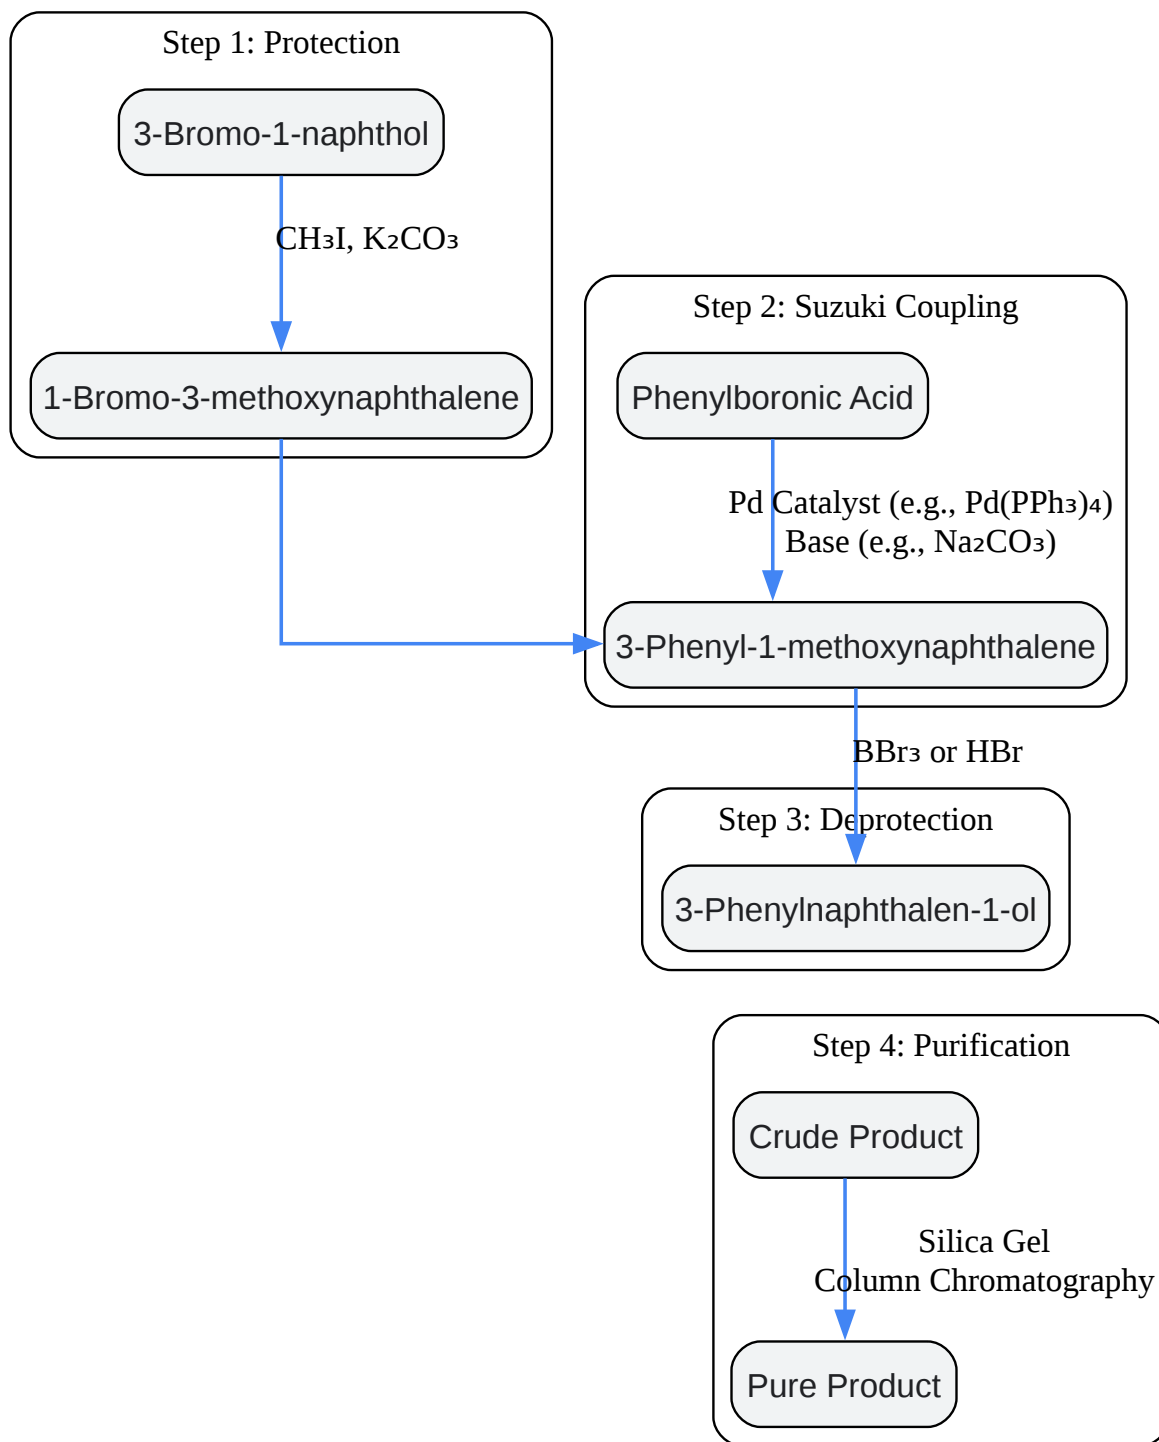 Step 1: Protection
3-Bromo-1-naphthol
CH₃I, K₂CO₃
1-Bromo-3-methoxynaphthalene
Step 2: Suzuki Coupling
Phenylboronic Acid
Pd Catalyst (e.g., Pd(PPh₃)₄)
Base (e.g., Na₂CO₃)
3-Phenyl-1-methoxynaphthalene
BBr₃ or HBr
Step 3: Deprotection
3-Phenylnaphthalen-1-ol
Step 4: Purification
Crude Product
Silica Gel
Column Chromatography
Pure Product